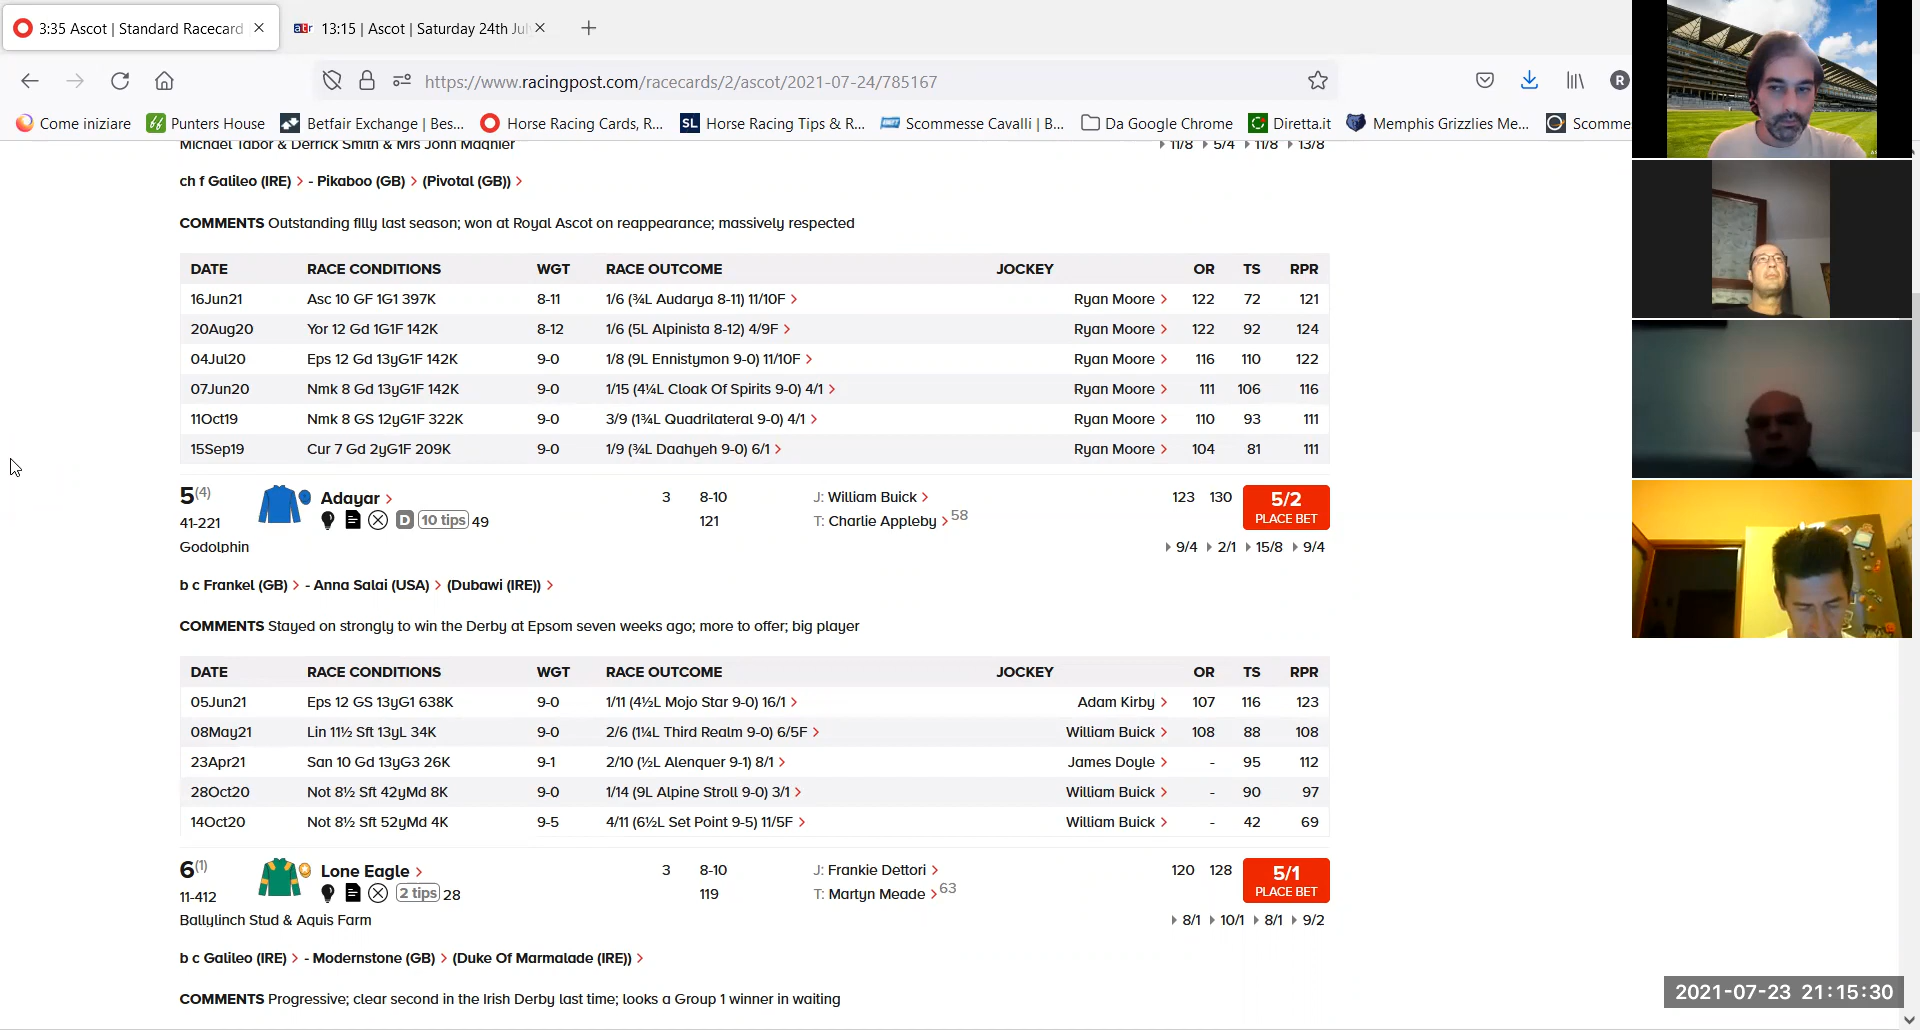 3:35 Ascot | Standard Racecard
atr 13:15 | Ascot | Saturday 24th Jul
https://www.racingpost.com/racecards/2/ascot/2021-07-24/785167
R
Come iniziare Punters House Betfair Exchange | Bes... Horse Racing Cards, R... SL Horse Racing Tips & R... Scommesse Cavalli | B... Da Google Chrome Diretta.it Memphis Grizzlies Me... Scomme
Michael Tabor & Derrick Smith & Mrs John Magnier 11/8 5/4 11/8 13/8
ch f Galileo (IRE) - Pikaboo (GB) (Pivotal (GB))
COMMENTS Outstanding filly last season; won at Royal Ascot on reappearance; massively respected
DATE RACE CONDITIONS WGT RACE OUTCOME JOCKEY OR TS RPR
16Jun21 Asc 10 GF 1G1 397K 8-11 1/6 (¾L Audarya 8-11) 11/10F Ryan Moore 122 72 121
20Aug20 Yor 12 Gd 1G1F 142K 8-12 1/6 (5L Alpinista 8-12) 4/9F Ryan Moore 122 92 124
04Jul20 Eps 12 Gd 13yG1F 142K 9-0 1/8 (9L Ennistymon 9-0) 11/10F Ryan Moore 116 110 122
07Jun20 Nmk 8 Gd 13yG1F 142K 9-0 1/15 (4¼L Cloak Of Spirits 9-0) 4/1 Ryan Moore 111 106 116
11Oct19 Nmk 8 GS 12yG1F 322K 9-0 3/9 (1¾L Quadrilateral 9-0) 4/1 Ryan Moore 110 93 111
15Sep19 Cur 7 Gd 2yG1F 209K 9-0 1/9 (¾L Daahyeh 9-0) 6/1 Ryan Moore 104 81 111
5(4) Adayar 3 8-10 J: William Buick 123 130 5/2
41-221 D 10 tips 49 121 T: Charlie Appleby 58 PLACE BET
Godolphin 9/4 2/1 15/8 9/4
b c Frankel (GB) - Anna Salai (USA) (Dubawi (IRE))
COMMENTS Stayed on strongly to win the Derby at Epsom seven weeks ago; more to offer; big player
DATE RACE CONDITIONS WGT RACE OUTCOME JOCKEY OR TS RPR
05Jun21 Eps 12 GS 13yG1 638K 9-0 1/11 (4½L Mojo Star 9-0) 16/1 Adam Kirby 107 116 123
08May21 Lin 11½ Sft 13yL 34K 9-0 2/6 (1¼L Third Realm 9-0) 6/5F William Buick 108 88 108
23Apr21 San 10 Gd 13yG3 26K 9-1 2/10 (½L Alenquer 9-1) 8/1 James Doyle - 95 112
28Oct20 Not 8½ Sft 42yMd 8K 9-0 1/14 (9L Alpine Stroll 9-0) 3/1 William Buick - 90 97
14Oct20 Not 8½ Sft 52yMd 4K 9-5 4/11 (6½L Set Point 9-5) 11/5F William Buick - 42 69
6(1) Lone Eagle 3 8-10 J: Frankie Dettori 120 128 5/1
11-412 2 tips 28 119 T: Martyn Meade 63 PLACE BET
Ballylinch Stud & Aquis Farm 8/1 10/1 8/1 9/2
b c Galileo (IRE) - Modernstone (GB) (Duke Of Marmalade (IRE))
COMMENTS Progressive; clear second in the Irish Derby last time; looks a Group 1 winner in waiting
2021-07-23 21:15:30